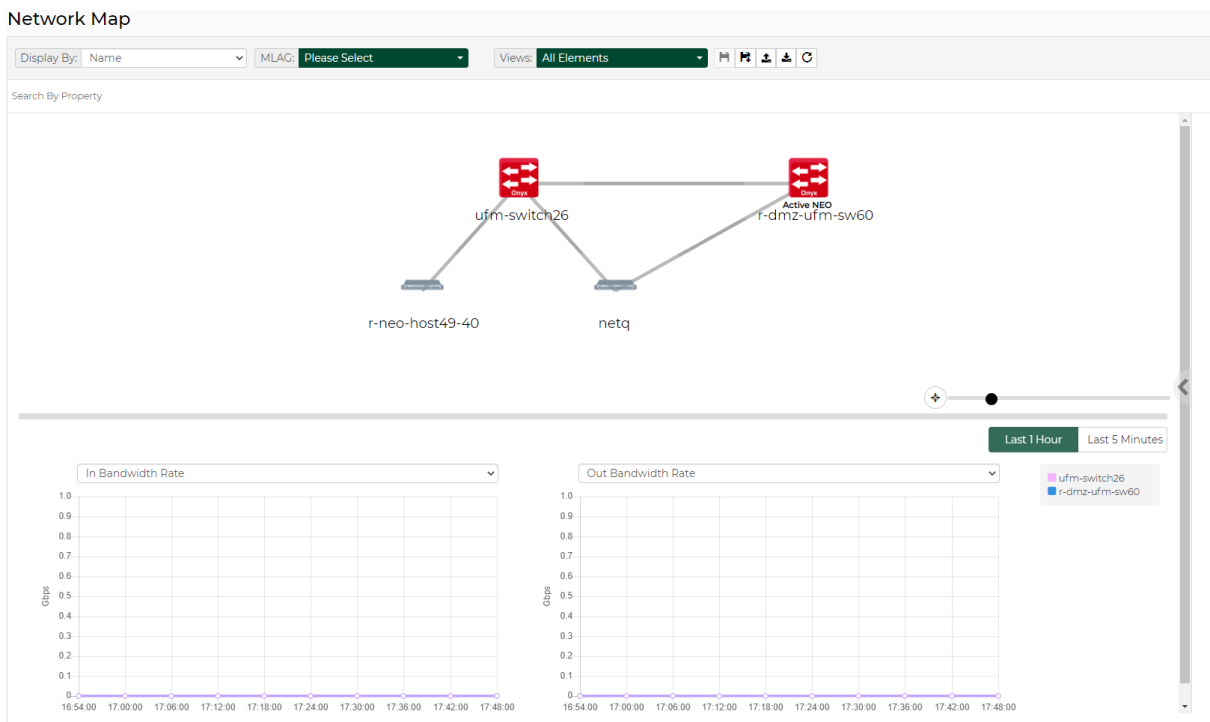 Network Map
Display By: Name MLAG: Please Select Views: All Elements
Search By Property
Onyx
Onyx
Active NEO
ufm-switch26
r-dmz-ufm-sw60
r-neo-host49-40
netq
Last 1 Hour Last 5 Minutes
In Bandwidth Rate
1.0
0.9
0.8
0.7
0.6
0.5
0.4
0.3
0.2
0.1
0
Gbps
16:54:00 17:00:00 17:06:00 17:12:00 17:18:00 17:24:00 17:30:00 17:36:00 17:42:00 17:48:00
Out Bandwidth Rate
1.0
0.9
0.8
0.7
0.6
0.5
0.4
0.3
0.2
0.1
0
Gbps
16:54:00 17:00:00 17:06:00 17:12:00 17:18:00 17:24:00 17:30:00 17:36:00 17:42:00 17:48:00
ufm-switch26
r-dmz-ufm-sw60